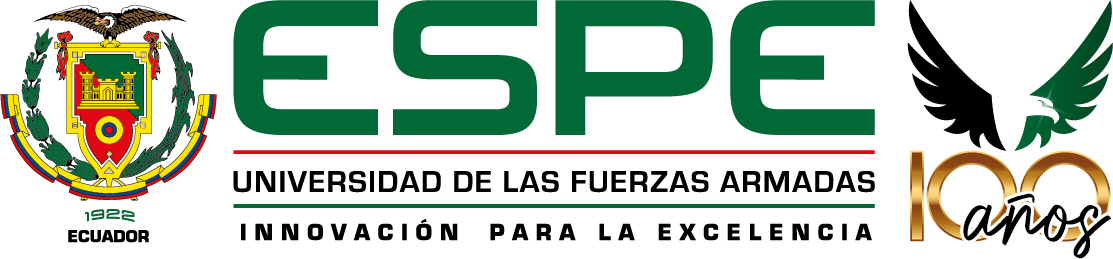 1922
ECUADOR
ESPE
UNIVERSIDAD DE LAS FUERZAS ARMADAS
INNOVACIÓN PARA LA EXCELENCIA
100
años